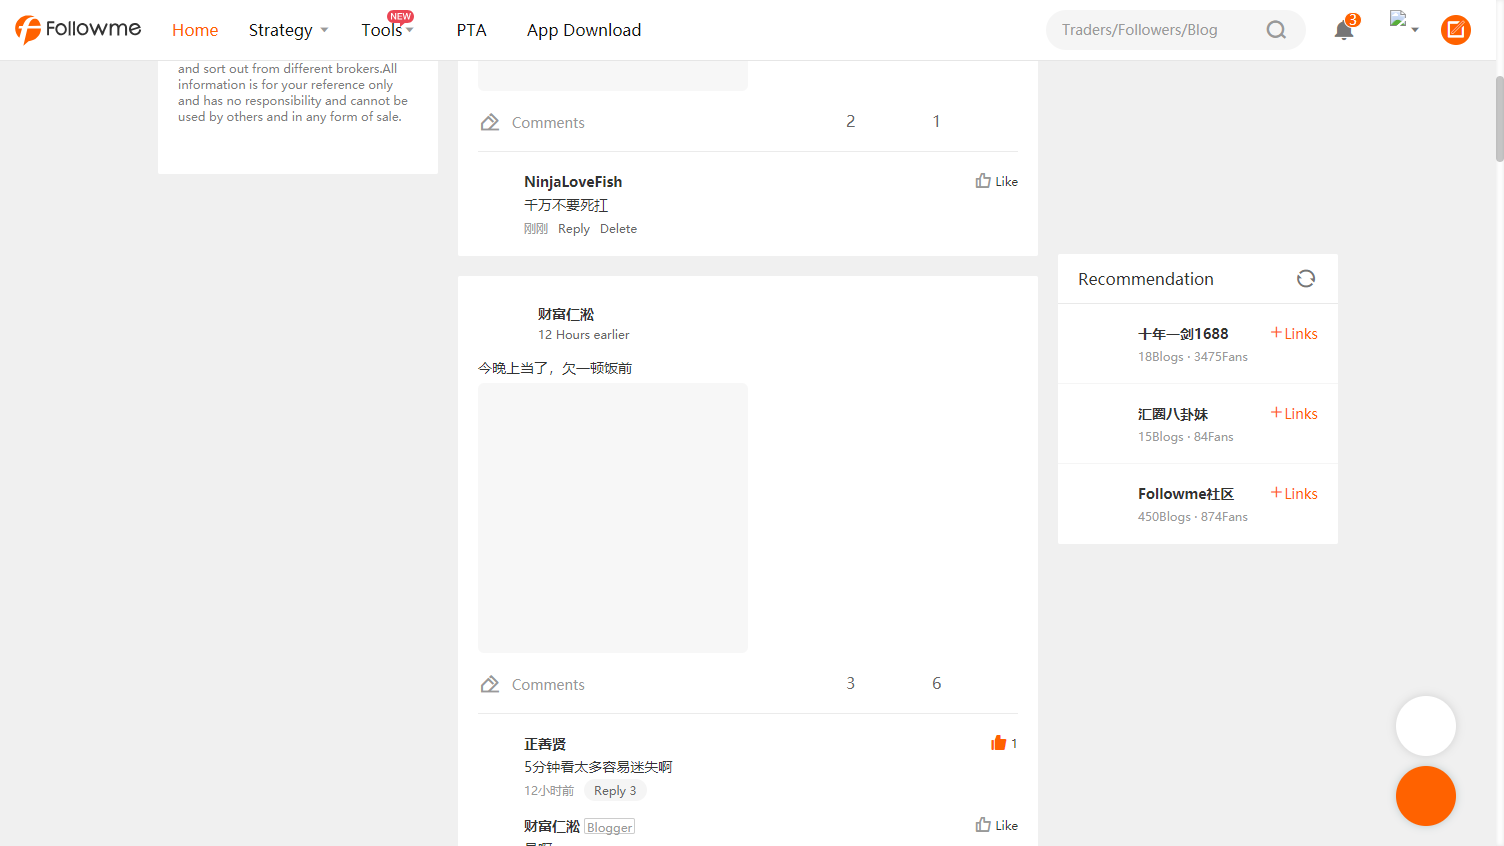 Followme
Home
Strategy
Tools
NEW
PTA
App Download
Traders/Followers/Blog
3
and sort out from different brokers.All
information is for your reference only
and has no responsibility and cannot be
used by others and in any form of sale.
Comments
2
1
NinjaLoveFish
Like
千万不要死扛
刚刚 Reply Delete
财富仁淞
12 Hours earlier
今晚上当了，欠一顿饭前
Comments
3
6
正善贤
1
5分钟看太多容易迷失啊
12小时前 Reply 3
财富仁淞 Blogger
Like
Recommendation
十年一剑1688
+Links
18Blogs · 3475Fans
汇圈八卦妹
+Links
15Blogs · 84Fans
Followme社区
+Links
450Blogs · 874Fans